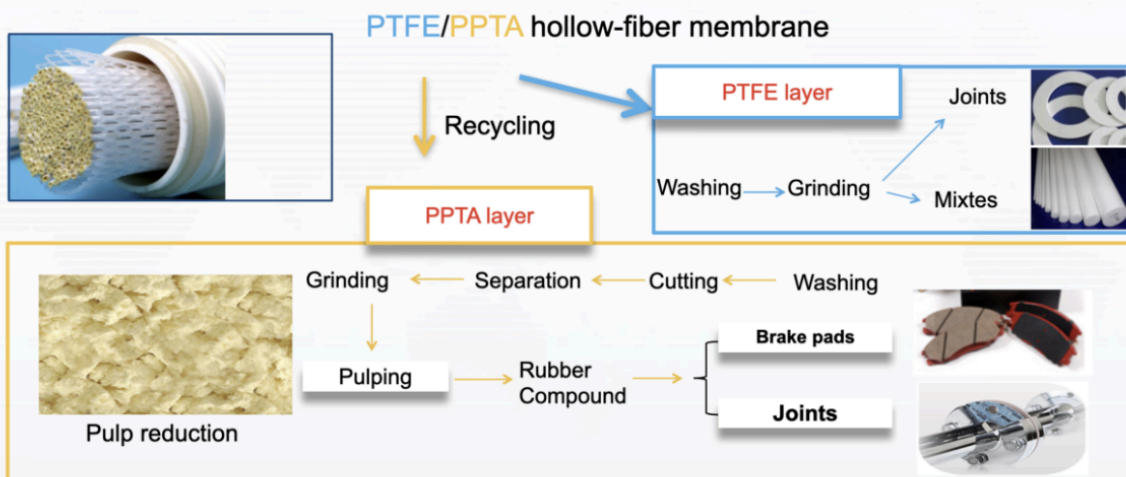 PTFE/PPTA hollow-fiber membrane
Recycling
PTFE layer
Joints
Washing
Grinding
Mixtes
PPTA layer
Grinding
Separation
Cutting
Washing
Pulping
Rubber
Compound
Brake pads
Joints
Pulp reduction